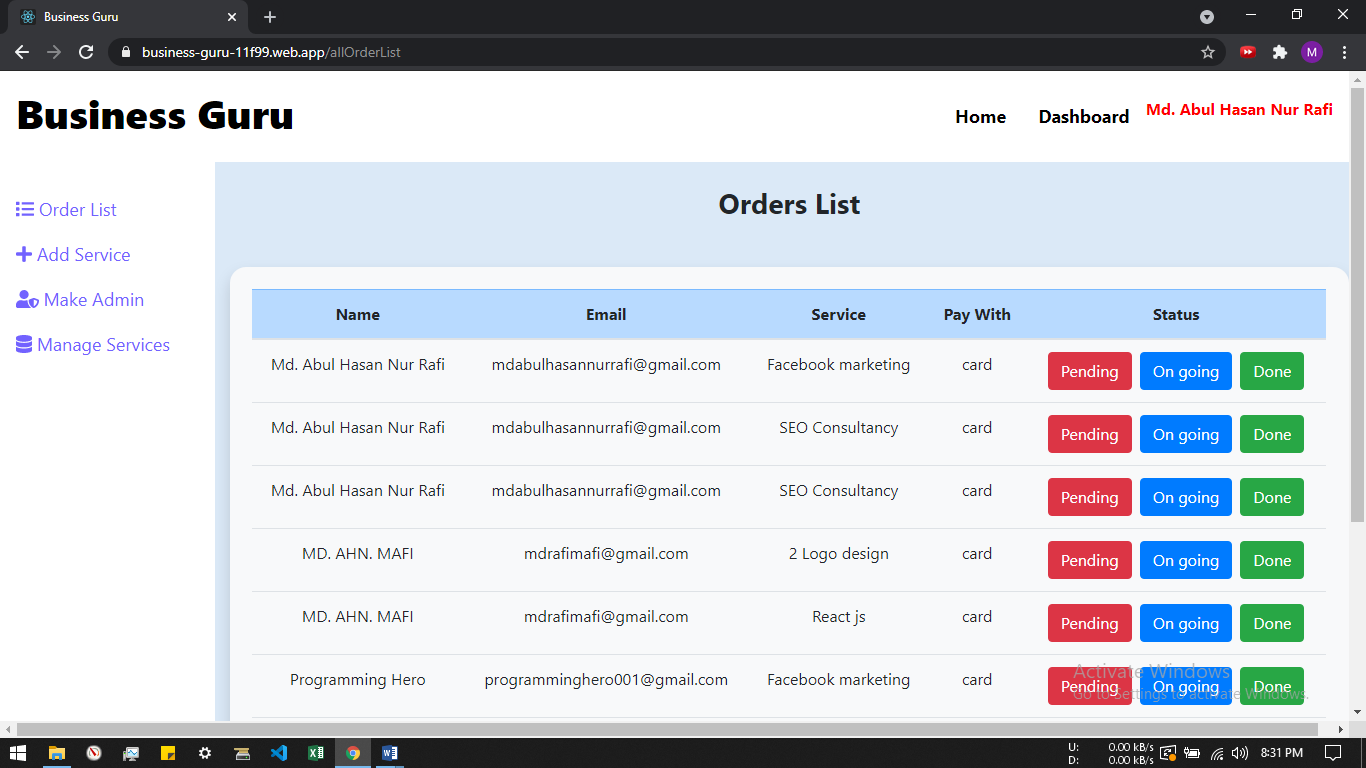 Business Guru
business-guru-11f99.web.app/allOrderList
M
Business Guru
Home Dashboard Md. Abul Hasan Nur Rafi
Order List
Add Service
Make Admin
Manage Services
Orders List
Name Email Service Pay With Status
Md. Abul Hasan Nur Rafi mdabulhasannurrafi@gmail.com Facebook marketing card Pending On going Done
Md. Abul Hasan Nur Rafi mdabulhasannurrafi@gmail.com SEO Consultancy card Pending On going Done
Md. Abul Hasan Nur Rafi mdabulhasannurrafi@gmail.com SEO Consultancy card Pending On going Done
MD. AHN. MAFI mdrafimafi@gmail.com 2 Logo design card Pending On going Done
MD. AHN. MAFI mdrafimafi@gmail.com React js card Pending On going Done
Programming Hero programminghero001@gmail.com Facebook marketing card Pending On going Done
Activate Windows
Go to Settings to activate Windows.
U: 0.00 kB/s
D: 0.00 kB/s
8:31 PM